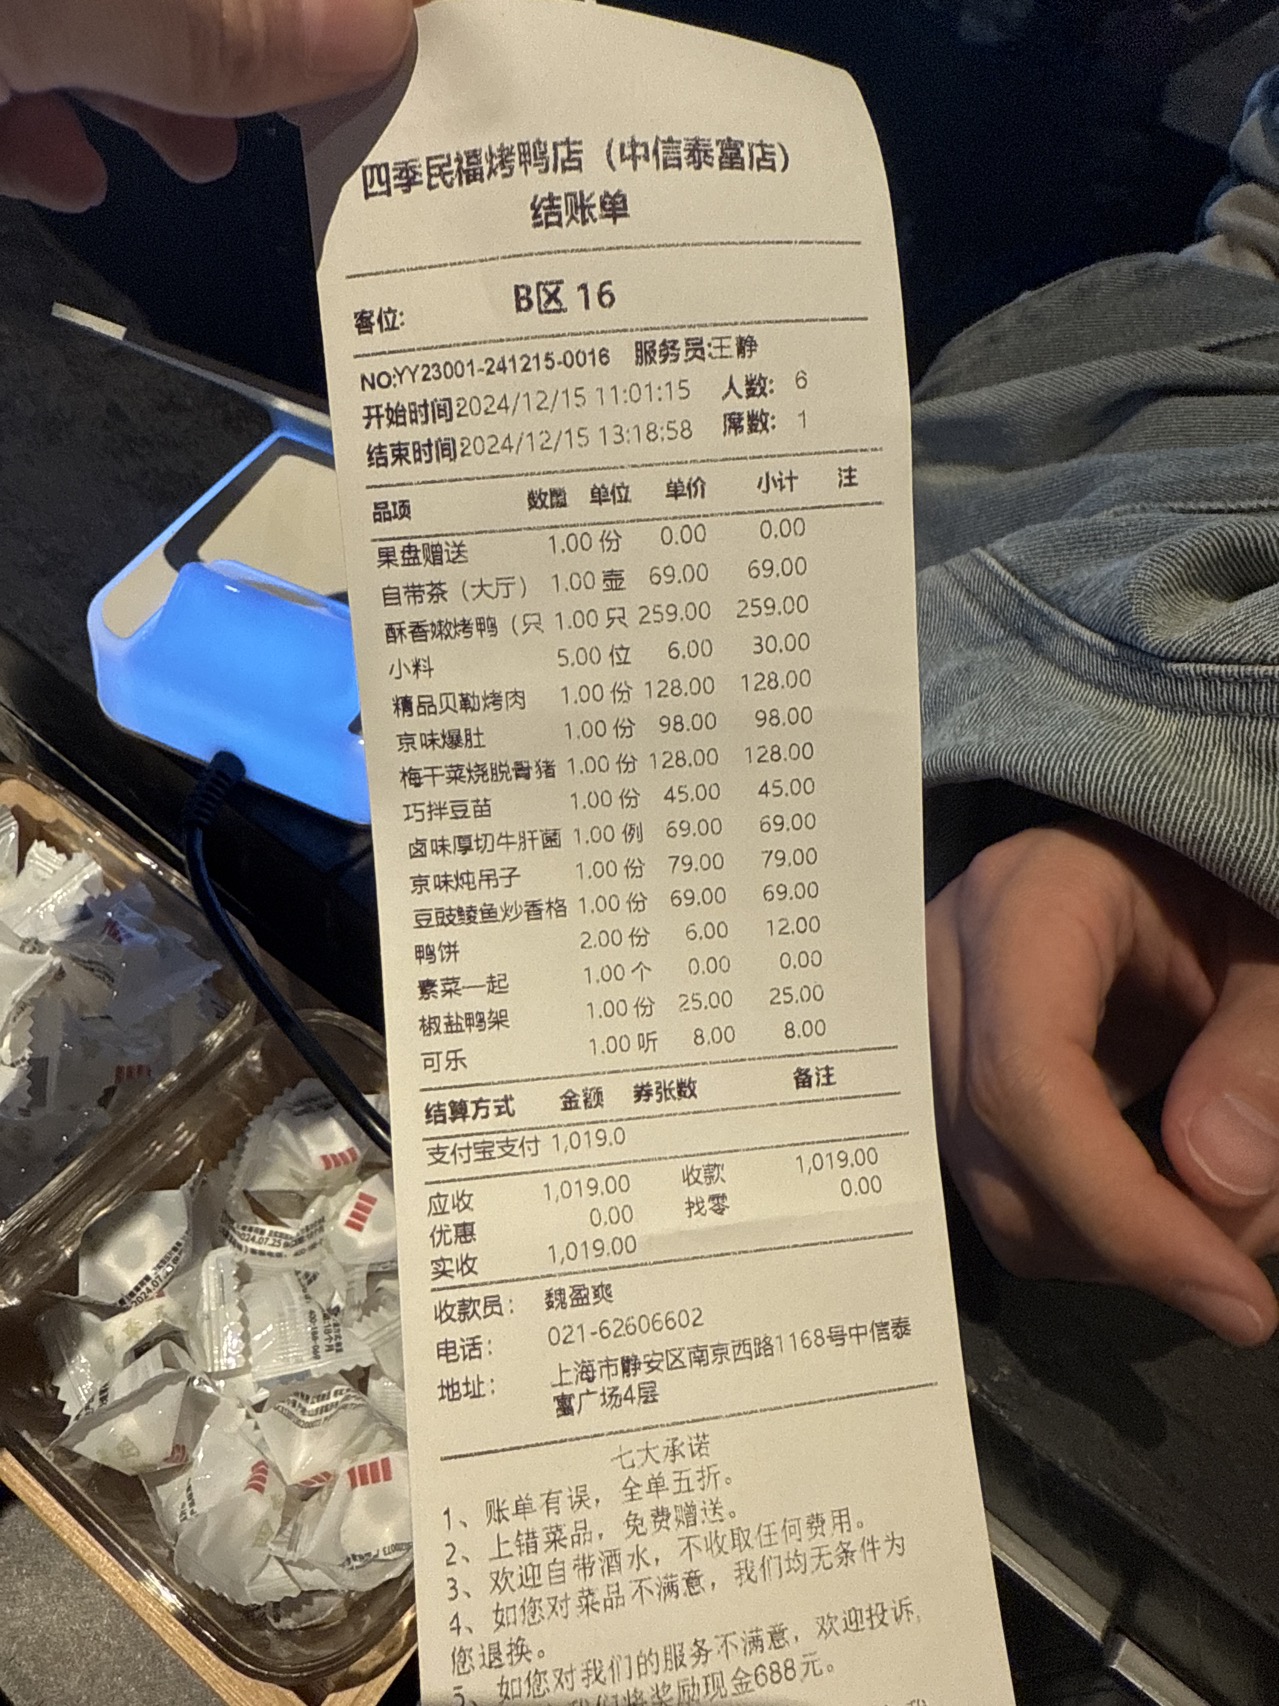 四季民福烤鸭店（中信泰富店）
结账单
客位: B区 16
NO:YY23001-241215-0016 服务员:王静
开始时间2024/12/15 11:01:15 人数: 6
结束时间2024/12/15 13:18:58 席数: 1
品项 数量 单位 单价 小计 注
果盘赠送 1.00 份 0.00 0.00
自带茶（大厅） 1.00 壶 69.00 69.00
酥香嫩烤鸭（只 1.00 只 259.00 259.00
小料 5.00 位 6.00 30.00
精品贝勒烤肉 1.00 份 128.00 128.00
京味爆肚 1.00 份 98.00 98.00
梅干菜烧脱骨猪 1.00 份 128.00 128.00
巧拌豆苗 1.00 份 45.00 45.00
卤味厚切牛肝菌 1.00 例 69.00 69.00
京味炖吊子 1.00 份 79.00 79.00
豆豉鲮鱼炒香格 1.00 份 69.00 69.00
鸭饼 2.00 份 6.00 12.00
素菜一起 1.00 个 0.00 0.00
椒盐鸭架 1.00 份 25.00 25.00
可乐 1.00 听 8.00 8.00
结算方式 金额 券张数 备注
支付宝支付 1,019.0
应收 1,019.00 收款 1,019.00
优惠 0.00 找零 0.00
实收 1,019.00
收款员： 魏盈爽
电话： 021-62606602
地址： 上海市静安区南京西路1168号中信泰
富广场4层
七大承诺
1、账单有误，全单五折。
2、上错菜品，免费赠送。
3、欢迎自带酒水，不收取任何费用。
4、如您对菜品不满意，我们均无条件为
您退换。
5、如您对我们的服务不满意，欢迎投诉,
我们将奖励现金688元。